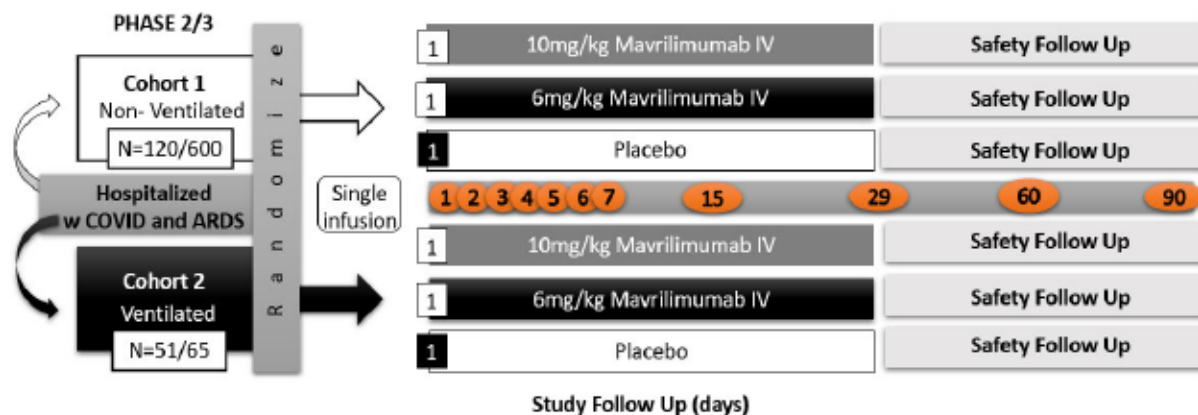 PHASE 2/3
Cohort 1
Non- Ventilated
N=120/600
Hospitalized
w COVID and ARDS
Cohort 2
Ventilated
N=51/65
Randomize
Single
infusion
1 10mg/kg Mavrilimumab IV Safety Follow Up
1 6mg/kg Mavrilimumab IV Safety Follow Up
1 Placebo Safety Follow Up
1 2 3 4 5 6 7 15 29 60 90
1 10mg/kg Mavrilimumab IV Safety Follow Up
1 6mg/kg Mavrilimumab IV Safety Follow Up
1 Placebo Safety Follow Up
Study Follow Up (days)